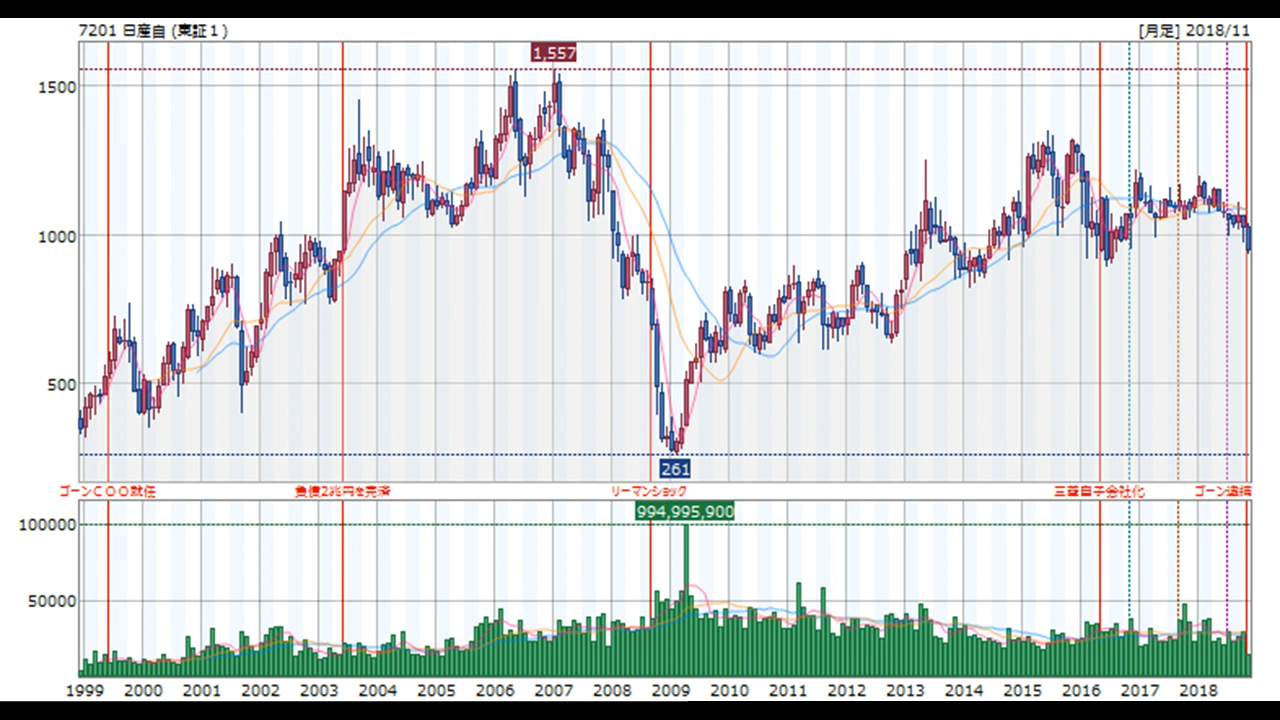 7201 日産自 (東証１)
[月足] 2018/11
1,557
1500
1000
500
261
ゴーンＣＯＯ就任
負債2兆円を完済
リーマンショック
三菱自子会社化
ゴーン逮捕
994,995,900
100000
50000
1999 2000 2001 2002 2003 2004 2005 2006 2007 2008 2009 2010 2011 2012 2013 2014 2015 2016 2017 2018